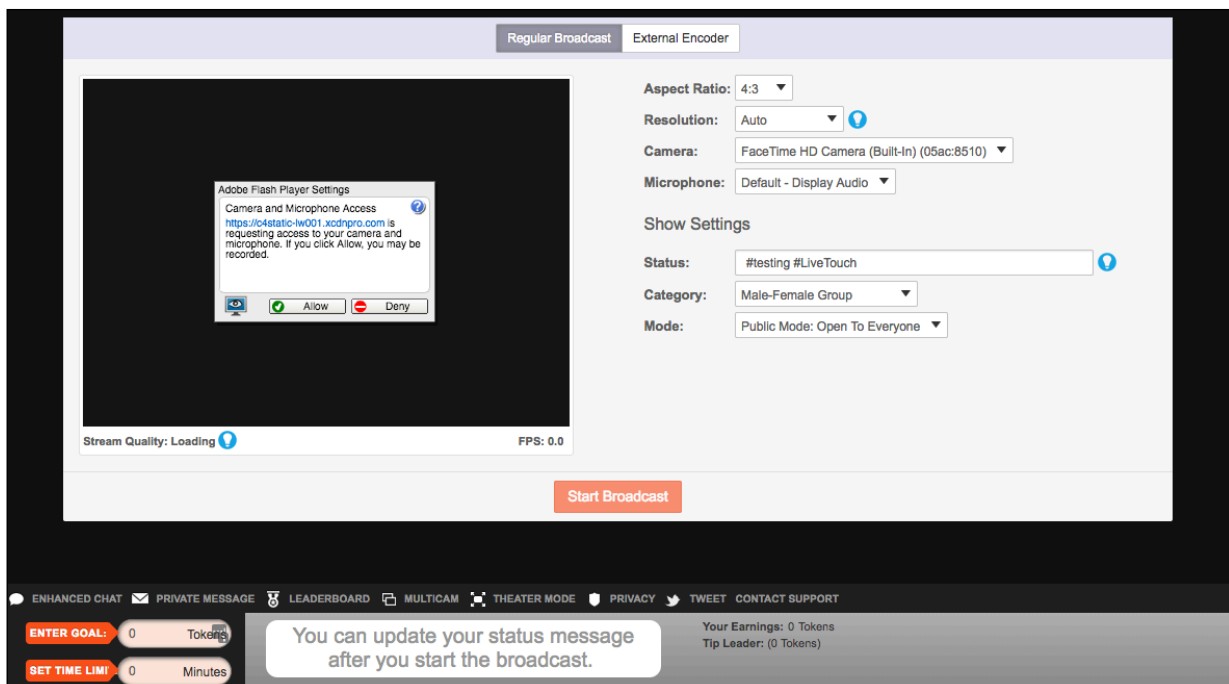 Regular Broadcast External Encoder
Aspect Ratio: 4:3
Resolution: Auto
Camera: FaceTime HD Camera (Built-In) (05ac:8510)
Microphone: Default - Display Audio
Adobe Flash Player Settings
Camera and Microphone Access
https://c4static-lw001.xcdnpro.com is
requesting access to your camera and
microphone. If you click Allow, you may be
recorded.
Allow Deny
Show Settings
Status: #testing #LiveTouch
Category: Male-Female Group
Mode: Public Mode: Open To Everyone
Stream Quality: Loading FPS: 0.0
Start Broadcast
ENHANCED CHAT PRIVATE MESSAGE LEADERBOARD MULTICAM THEATER MODE PRIVACY TWEET CONTACT SUPPORT
ENTER GOAL: 0 Tokens
You can update your status message
after you start the broadcast.
Your Earnings: 0 Tokens
Tip Leader: (0 Tokens)
SET TIME LIMI 0 Minutes